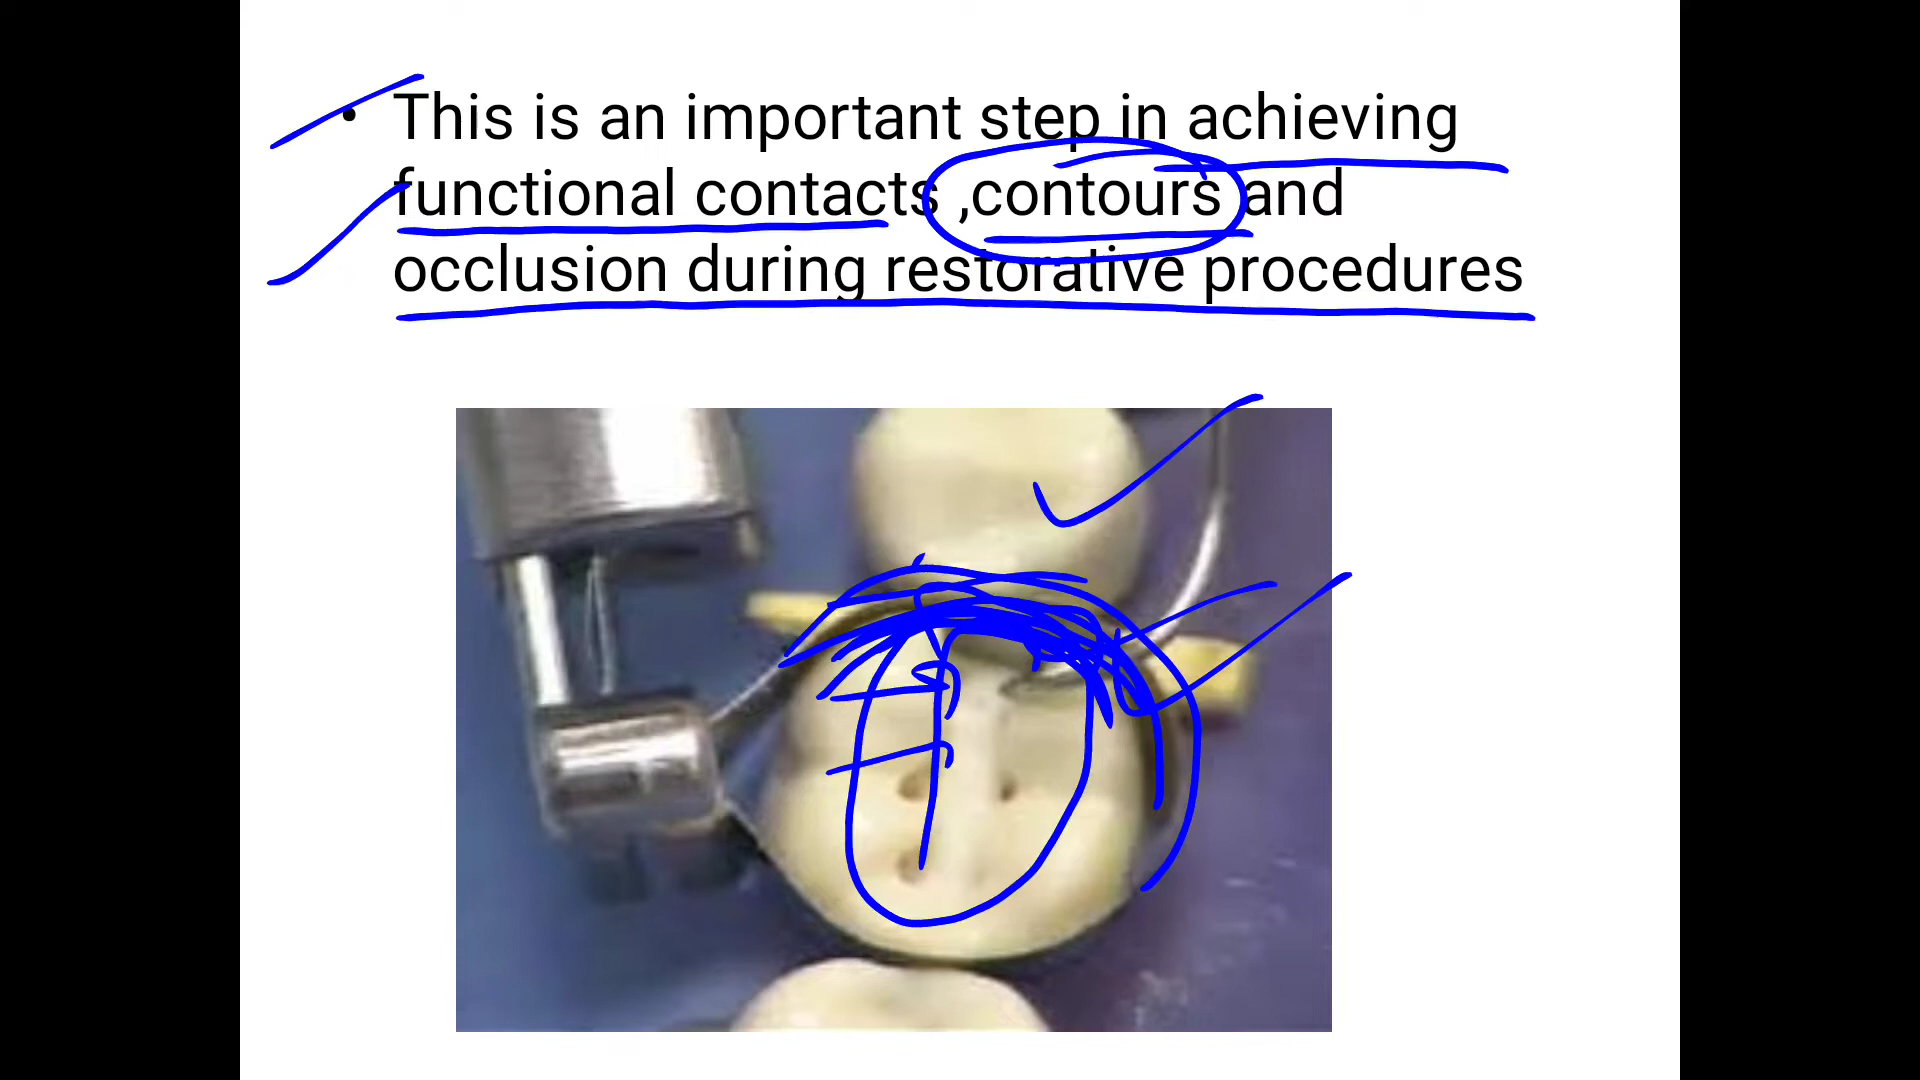 • This is an important step in achieving
functional contacts ,contours and
occlusion during restorative procedures